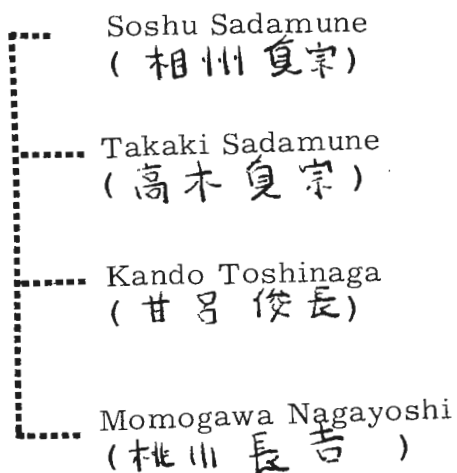 Soshu Sadamune
(相州貞宗)
Takaki Sadamune
(高木貞宗)
Kando Toshinaga
(甘呂俊長)
Momogawa Nagayoshi
(桃川長吉)